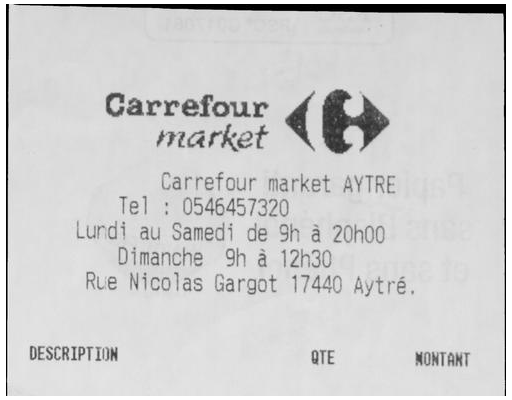 Carrefour
market
Carrefour market AYTRE
Tel : 0546457320
Lundi au Samedi de 9h à 20h00
Dimanche 9h à 12h30
Rue Nicolas Gargot 17440 Aytré.
DESCRIPTION QTE MONTANT